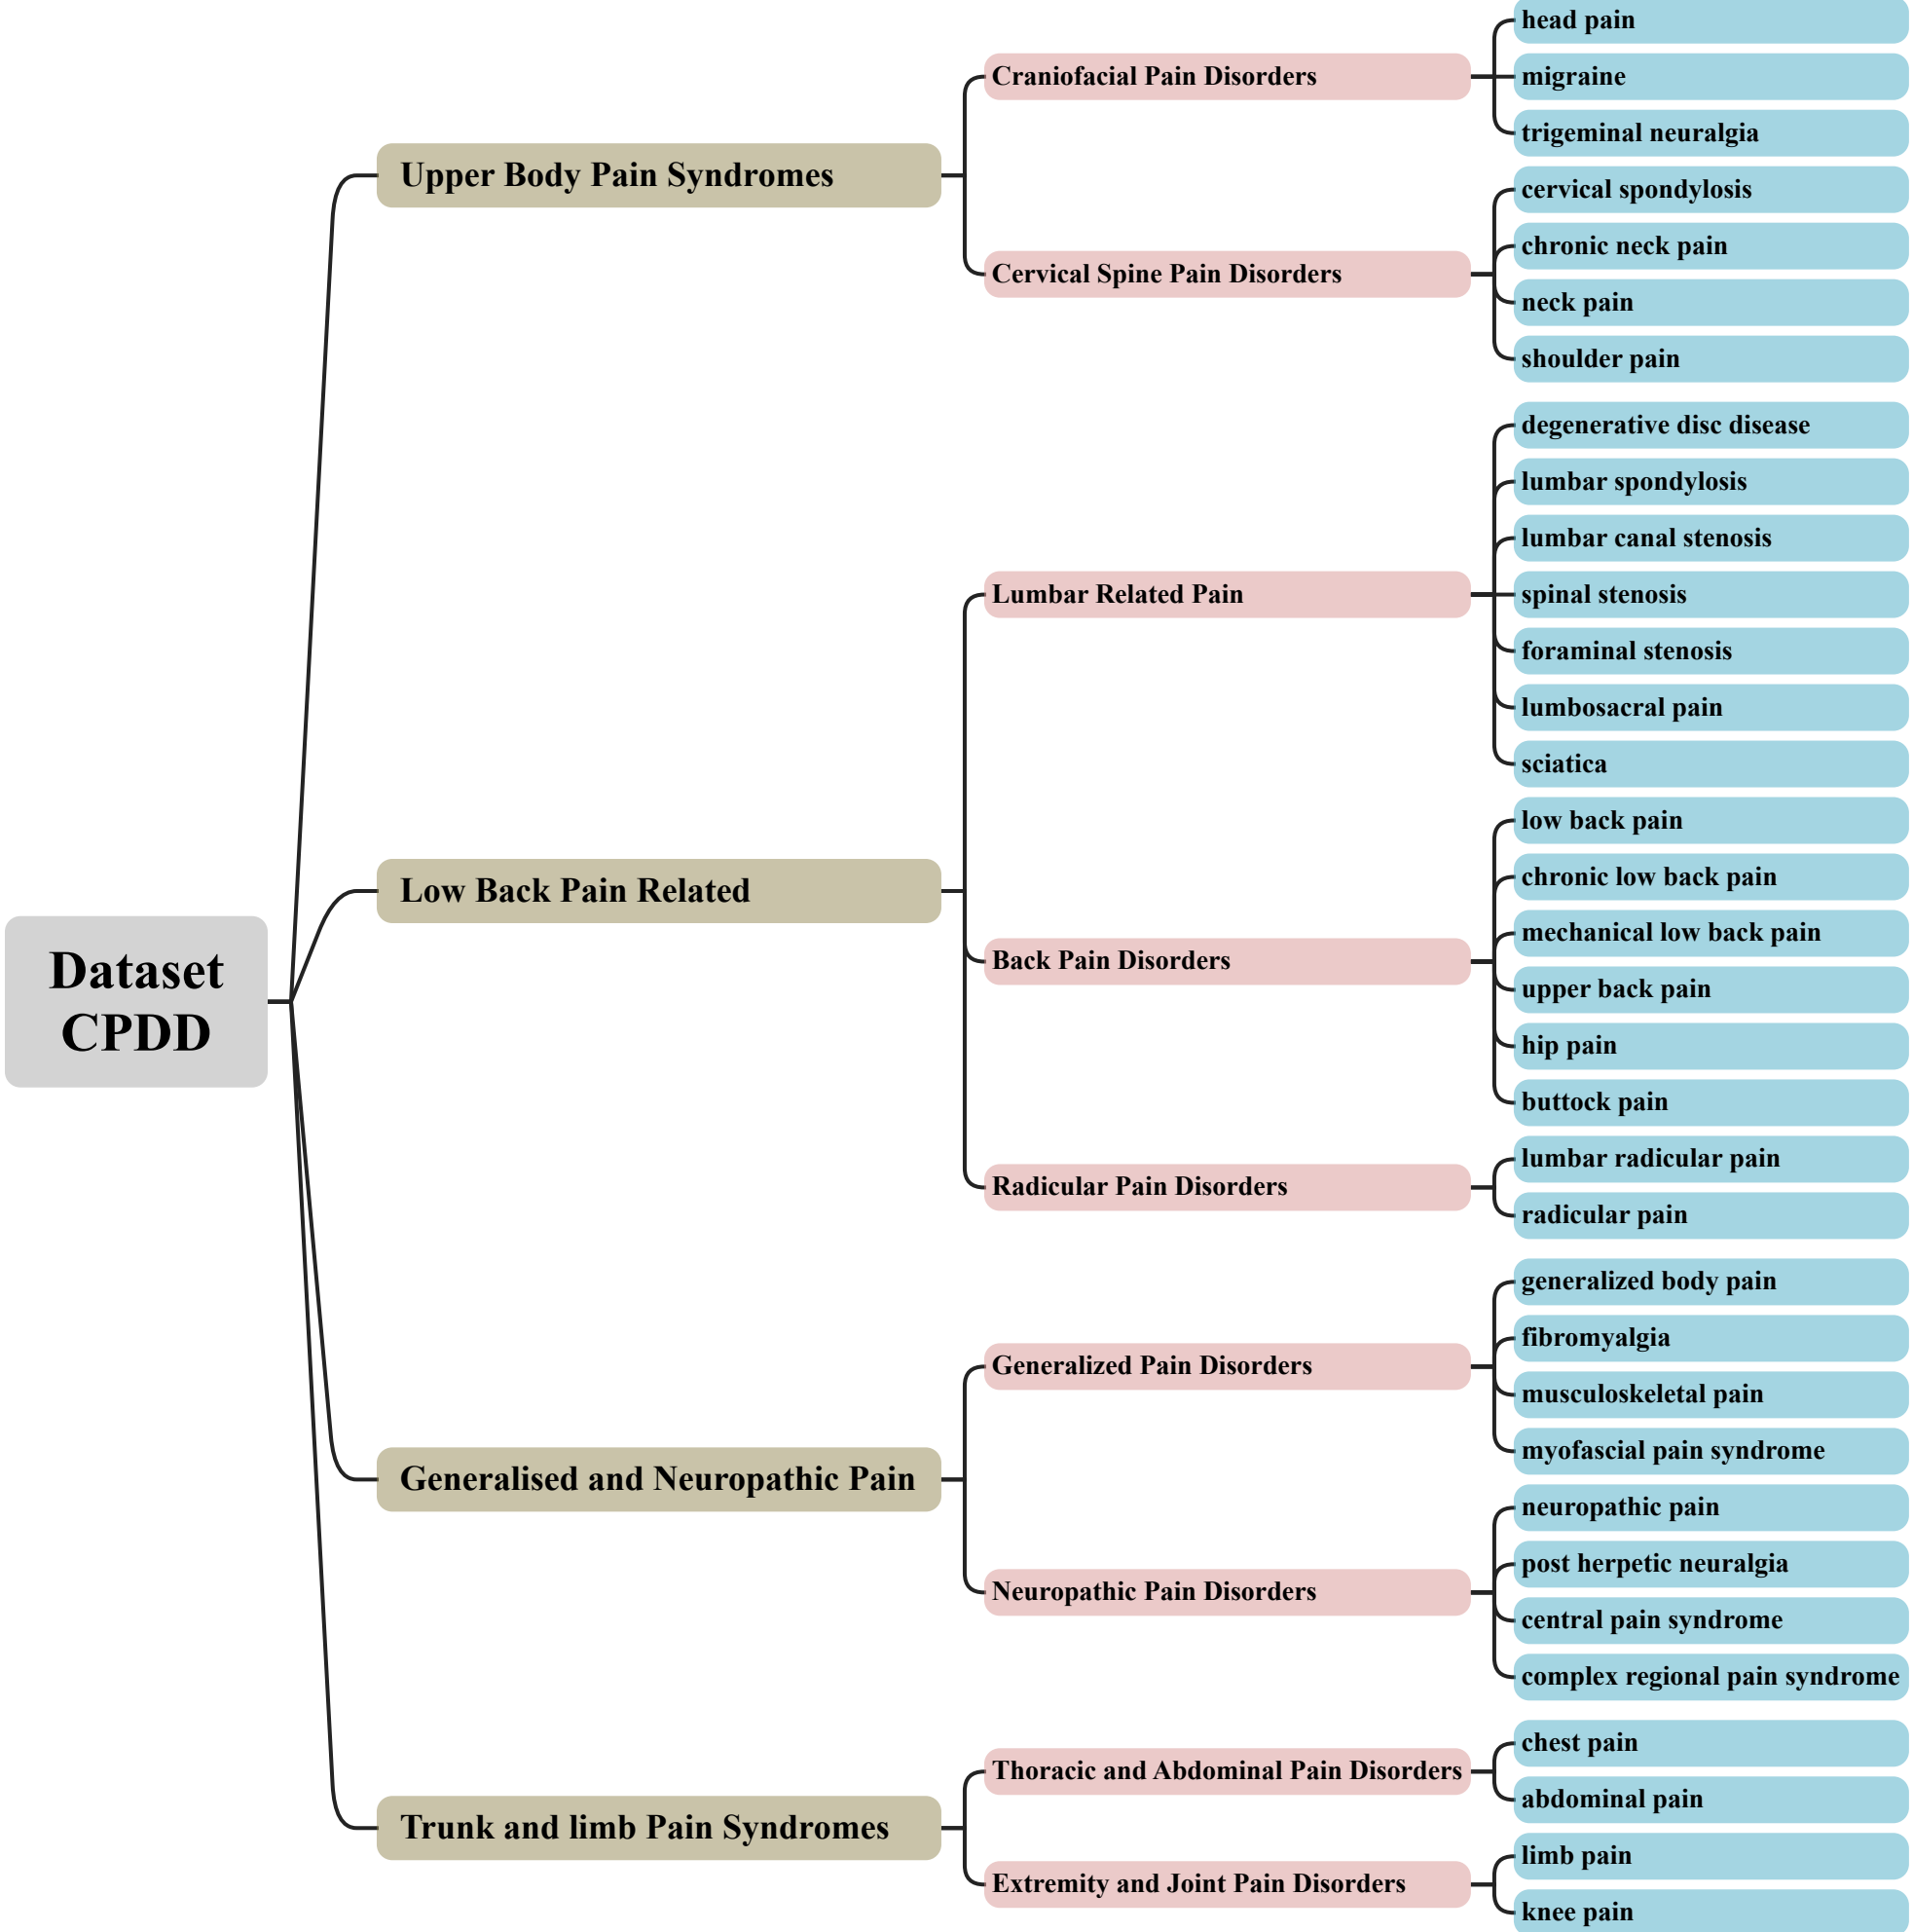 Dataset
CPDD
Upper Body Pain Syndromes
Craniofacial Pain Disorders
head pain
migraine
trigeminal neuralgia
Cervical Spine Pain Disorders
cervical spondylosis
chronic neck pain
neck pain
shoulder pain
Low Back Pain Related
Lumbar Related Pain
degenerative disc disease
lumbar spondylosis
lumbar canal stenosis
spinal stenosis
foraminal stenosis
lumbosacral pain
sciatica
Back Pain Disorders
low back pain
chronic low back pain
mechanical low back pain
upper back pain
hip pain
buttock pain
Radicular Pain Disorders
lumbar radicular pain
radicular pain
Generalised and Neuropathic Pain
Generalized Pain Disorders
generalized body pain
fibromyalgia
musculoskeletal pain
myofascial pain syndrome
Neuropathic Pain Disorders
neuropathic pain
post herpetic neuralgia
central pain syndrome
complex regional pain syndrome
Trunk and limb Pain Syndromes
Thoracic and Abdominal Pain Disorders
chest pain
abdominal pain
Extremity and Joint Pain Disorders
limb pain
knee pain